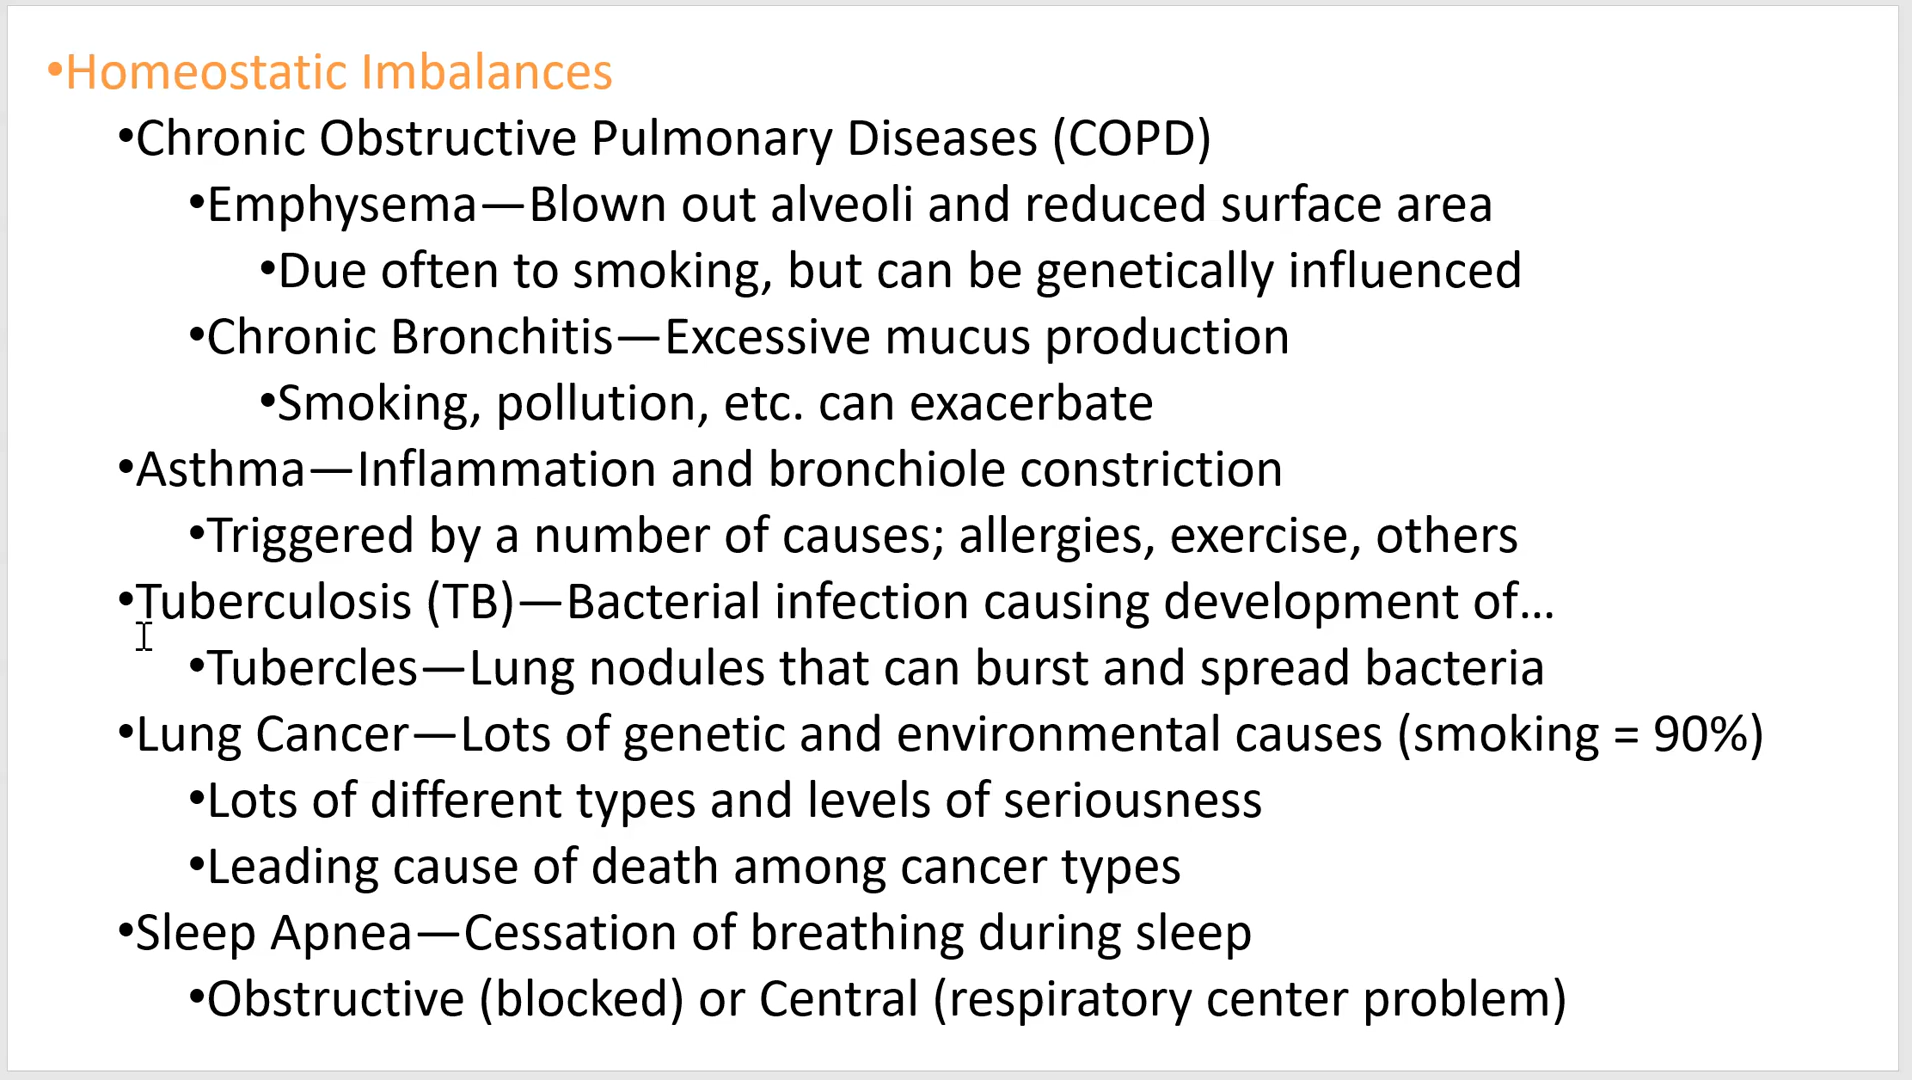 •Homeostatic Imbalances
•Chronic Obstructive Pulmonary Diseases (COPD)
•Emphysema—Blown out alveoli and reduced surface area
•Due often to smoking, but can be genetically influenced
•Chronic Bronchitis—Excessive mucus production
•Smoking, pollution, etc. can exacerbate
•Asthma—Inflammation and bronchiole constriction
•Triggered by a number of causes; allergies, exercise, others
•Tuberculosis (TB)—Bacterial infection causing development of…
•Tubercles—Lung nodules that can burst and spread bacteria
•Lung Cancer—Lots of genetic and environmental causes (smoking = 90%)
•Lots of different types and levels of seriousness
•Leading cause of death among cancer types
•Sleep Apnea—Cessation of breathing during sleep
•Obstructive (blocked) or Central (respiratory center problem)